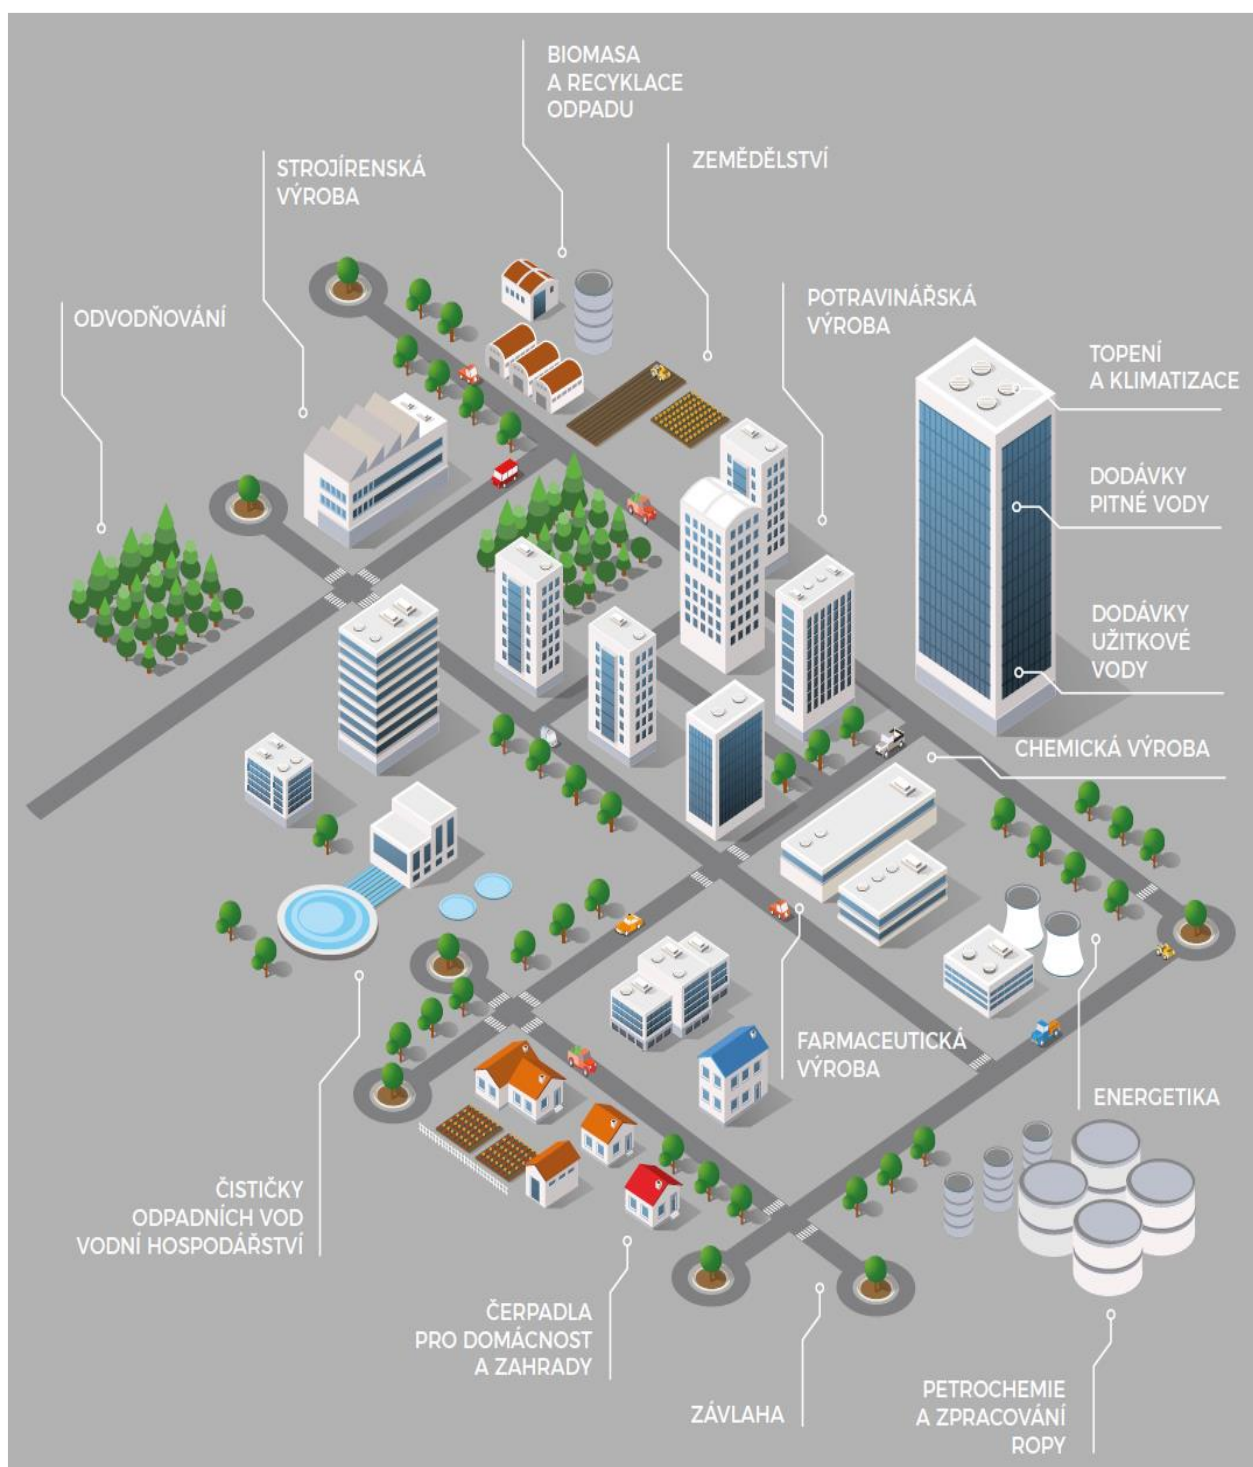 BIOMASA
A RECYKLACE
ODPADU
ZEMĚDĚLSTVÍ
STROJÍRENSKÁ
VÝROBA
POTRAVINÁŘSKÁ
VÝROBA
ODVODŇOVÁNÍ
TOPENÍ
A KLIMATIZACE
DODÁVKY
PITNÉ VODY
DODÁVKY
UŽITKOVÉ
VODY
CHEMICKÁ VÝROBA
FARMACEUTICKÁ
VÝROBA
ENERGETIKA
ČISTIČKY
ODPADNÍCH VOD
VODNÍ HOSPODÁŘSTVÍ
ČERPADLA
PRO DOMÁCNOST
A ZAHRADY
ZÁVLAHA
PETROCHEMIE
A ZPRACOVÁNÍ
ROPY